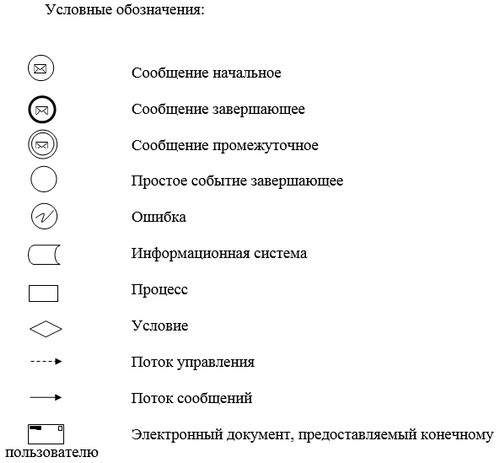 Условные обозначения:
Сообщение начальное
Сообщение завершающее
Сообщение промежуточное
Простое событие завершающее
Ошибка
Информационная система
Процесс
Условие
Поток управления
Поток сообщений
Электронный документ, предоставляемый конечному
пользователю